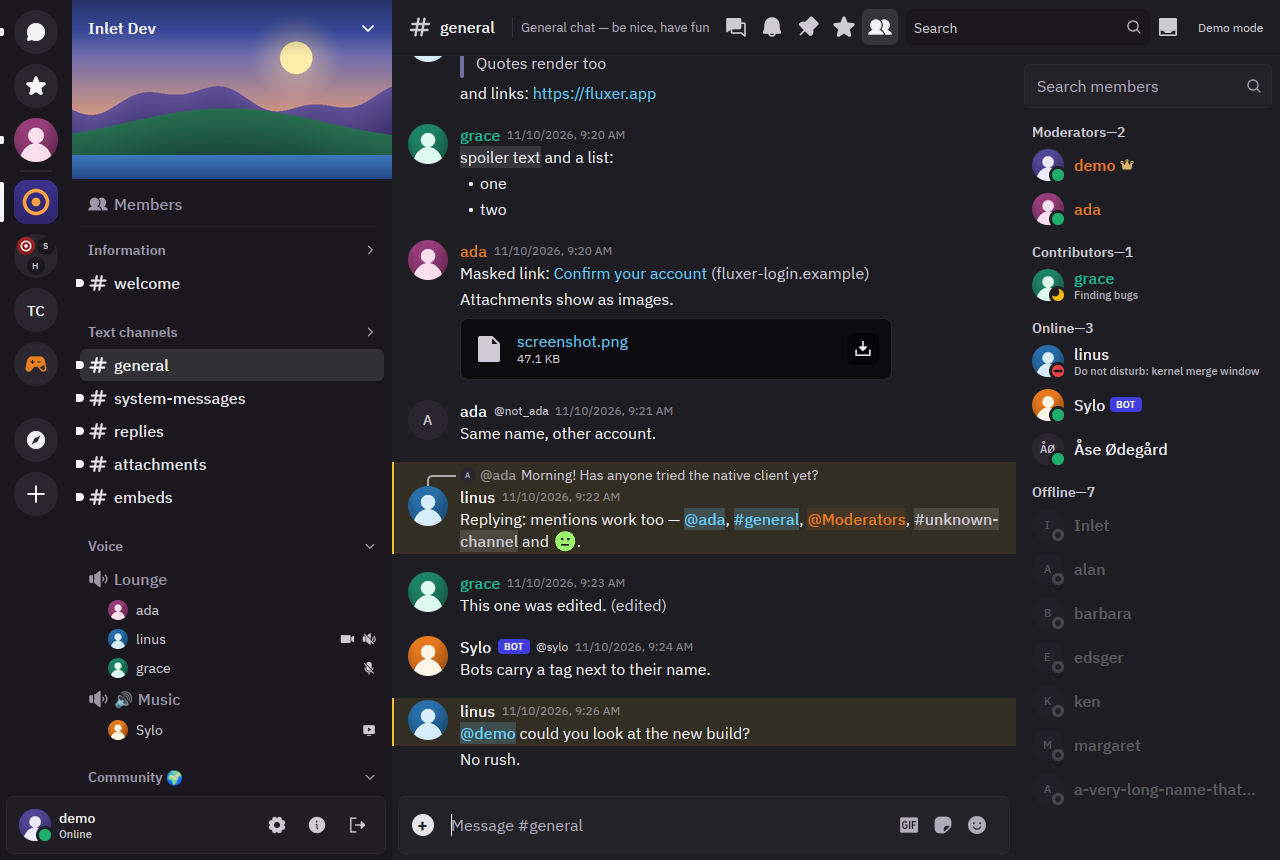 Inlet Dev
Members
Information
welcome
Text channels
general
system-messages
replies
attachments
embeds
Voice
Lounge
ada
linus
grace
🔊 Music
Sylo
Community 🌍
S
H
TC
demo
Online
# general
General chat — be nice, have fun
Search
Demo mode
Quotes render too
and links: https://fluxer.app
grace 11/10/2026, 9:20 AM
spoiler text and a list:
• one
• two
ada 11/10/2026, 9:20 AM
Masked link: Confirm your account (fluxer-login.example)
Attachments show as images.
screenshot.png
47.1 KB
A
ada @not_ada 11/10/2026, 9:21 AM
Same name, other account.
A @ada Morning! Has anyone tried the native client yet?
linus 11/10/2026, 9:22 AM
Replying: mentions work too — @ada, #general, @Moderators, #unknown-
channel and 😐.
grace 11/10/2026, 9:23 AM
This one was edited. (edited)
Sylo BOT @sylo 11/10/2026, 9:24 AM
Bots carry a tag next to their name.
linus 11/10/2026, 9:26 AM
@demo could you look at the new build?
No rush.
Message #general
GIF
Search members
Moderators—2
demo
ada
Contributors—1
grace
Finding bugs
Online—3
linus
Do not disturb: kernel merge window
Sylo BOT
ÅØ Åse Ødegård
Offline—7
I Inlet
A alan
B barbara
E edsger
K ken
M margaret
A a-very-long-name-that...